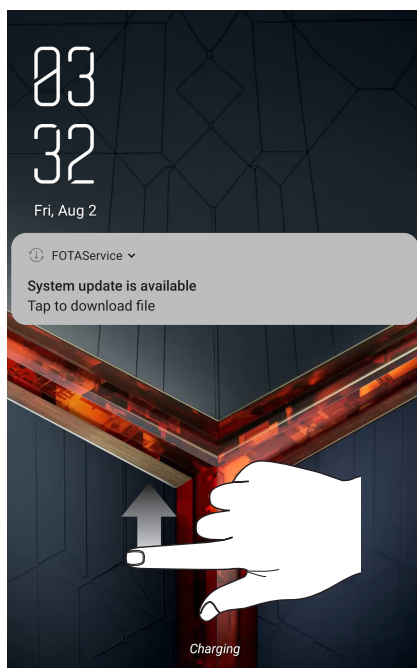 03
32
Fri, Aug 2
FOTAService
System update is available
Tap to download file
Charging